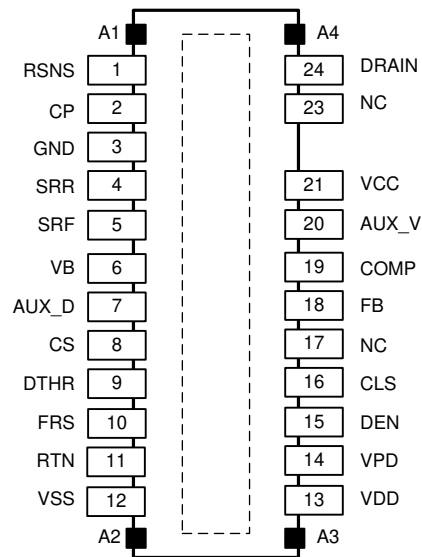 A1 A4
RSNS 1 24 DRAIN
CP 2 23 NC
GND 3
SRR 4 21 VCC
SRF 5 20 AUX_V
VB 6 19 COMP
AUX_D 7 18 FB
CS 8 17 NC
DTHR 9 16 CLS
FRS 10 15 DEN
RTN 11 14 VPD
VSS 12 13 VDD
A2 A3